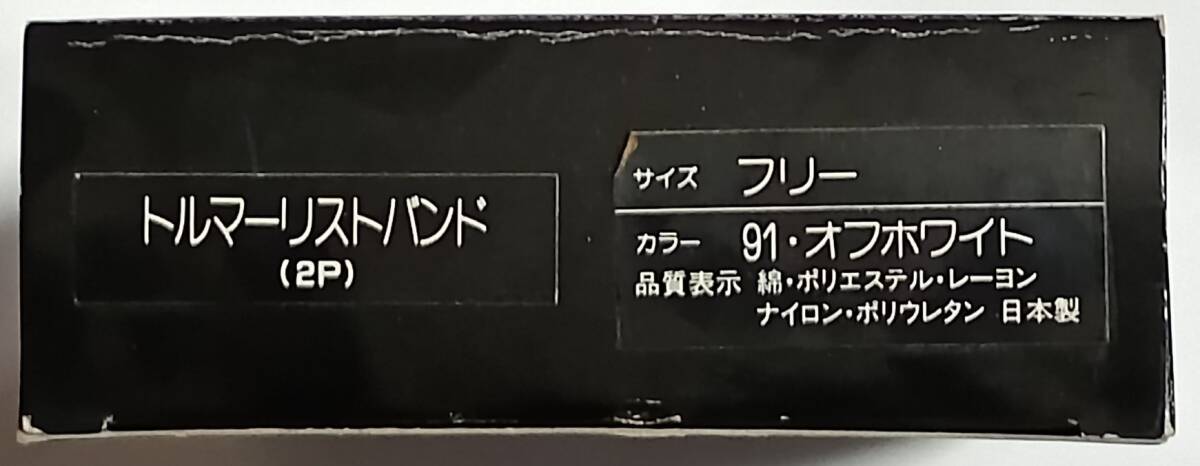 トルマーリストバンド
(2P)
サイズ フリー
カラー 91・オフホワイト
品質表示 綿・ポリエステル・レーヨン
ナイロン・ポリウレタン 日本製